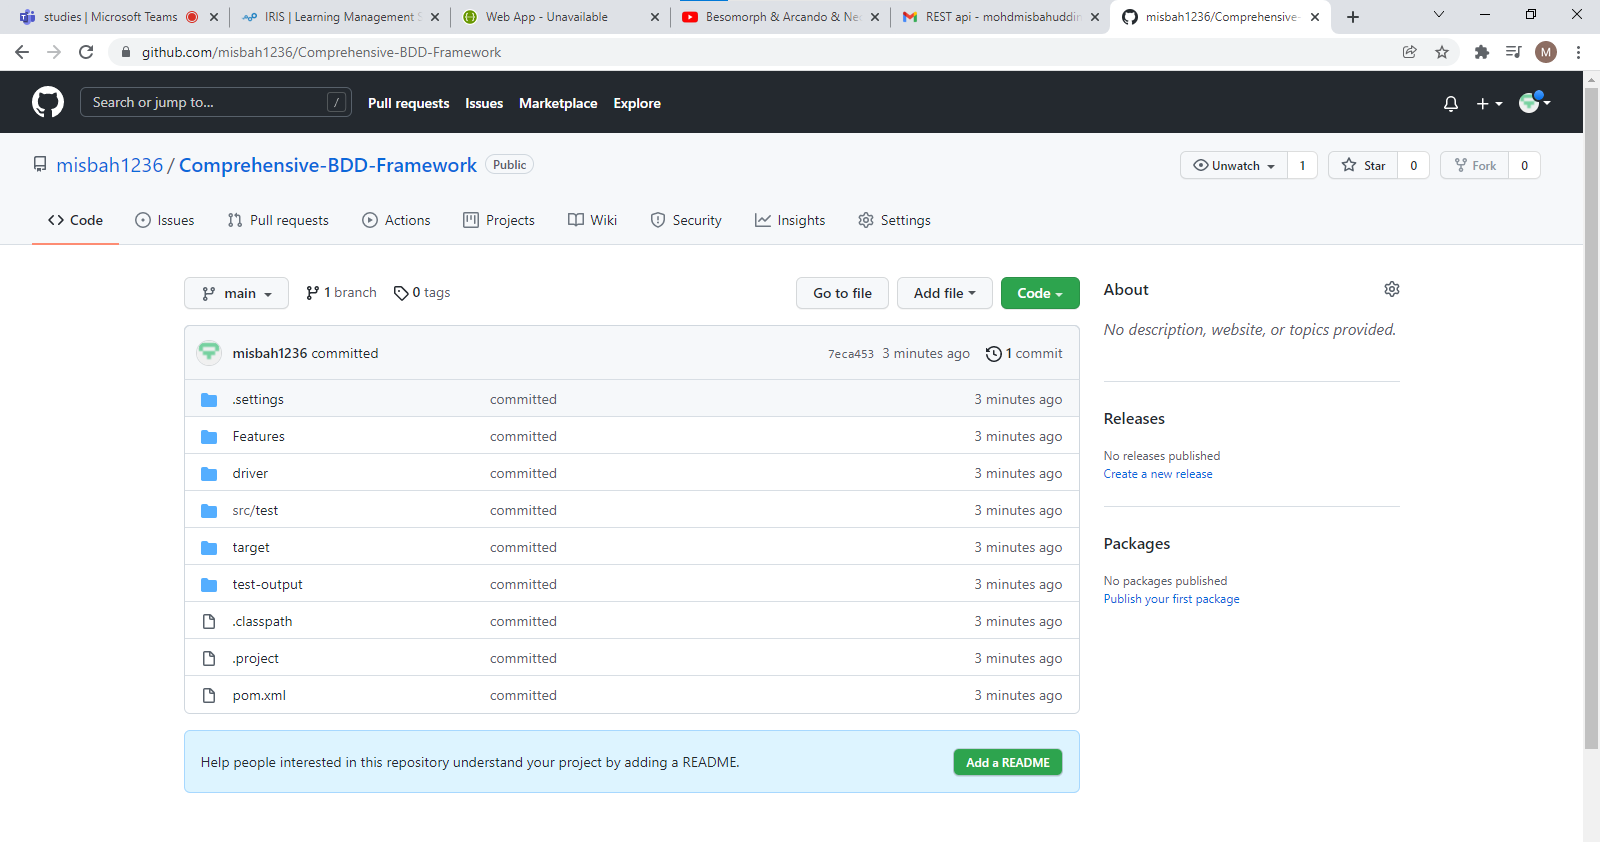 studies | Microsoft Teams
IRIS | Learning Management S
Web App - Unavailable
Besomorph & Arcando & Ne
REST api - mohdmisbahuddin
misbah1236/Comprehensive-
github.com/misbah1236/Comprehensive-BDD-Framework
M
Search or jump to...
/
Pull requests
Issues
Marketplace
Explore
misbah1236 / Comprehensive-BDD-Framework
Public
Unwatch
1
Star
0
Fork
0
Code
Issues
Pull requests
Actions
Projects
Wiki
Security
Insights
Settings
main
1 branch
0 tags
Go to file
Add file
Code
About
No description, website, or topics provided.
misbah1236 committed
7eca453 3 minutes ago
1 commit
.settings committed 3 minutes ago
Features committed 3 minutes ago
driver committed 3 minutes ago
src/test committed 3 minutes ago
target committed 3 minutes ago
test-output committed 3 minutes ago
.classpath committed 3 minutes ago
.project committed 3 minutes ago
pom.xml committed 3 minutes ago
Releases
No releases published
Create a new release
Packages
No packages published
Publish your first package
Help people interested in this repository understand your project by adding a README.
Add a README